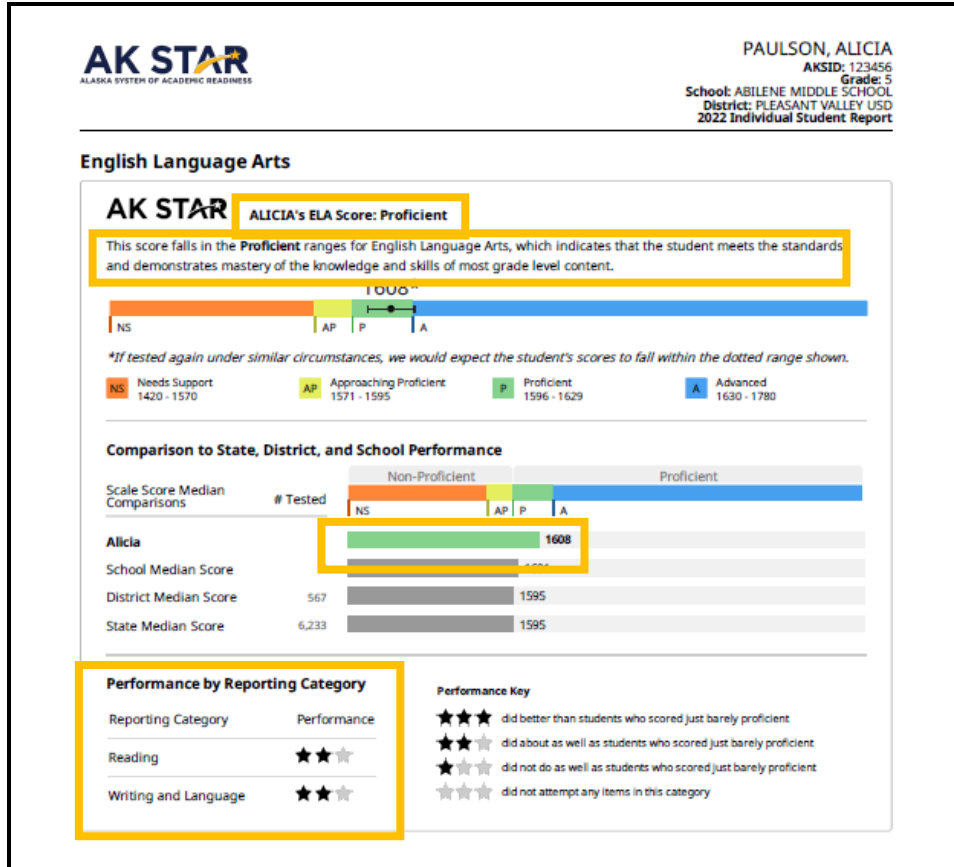 AK STAR
ALASKA SYSTEM OF ACADEMIC READINESS
PAULSON, ALICIA
AKSID: 123456
Grade: 5
School: ABILENE MIDDLE SCHOOL
District: PLEASANT VALLEY USD
2022 Individual Student Report
English Language Arts
AK STAR ALICIA's ELA Score: Proficient
This score falls in the Proficient ranges for English Language Arts, which indicates that the student meets the standards
and demonstrates mastery of the knowledge and skills of most grade level content.
1608*
NS AP P A
*If tested again under similar circumstances, we would expect the student's scores to fall within the dotted range shown.
NS Needs Support AP Approaching Proficient P Proficient A Advanced
1420 - 1570 1571 - 1595 1596 - 1629 1630 - 1780
Comparison to State, District, and School Performance
Non-Proficient Proficient
Scale Score Median
Comparisons # Tested
NS AP P A
Alicia 1608
School Median Score
District Median Score 567 1595
State Median Score 6,233 1595
Performance by Reporting Category
Performance Key
Reporting Category Performance
did better than students who scored just barely proficient
did about as well as students who scored just barely proficient
Reading
did not do as well as students who scored just barely proficient
Writing and Language
did not attempt any items in this category